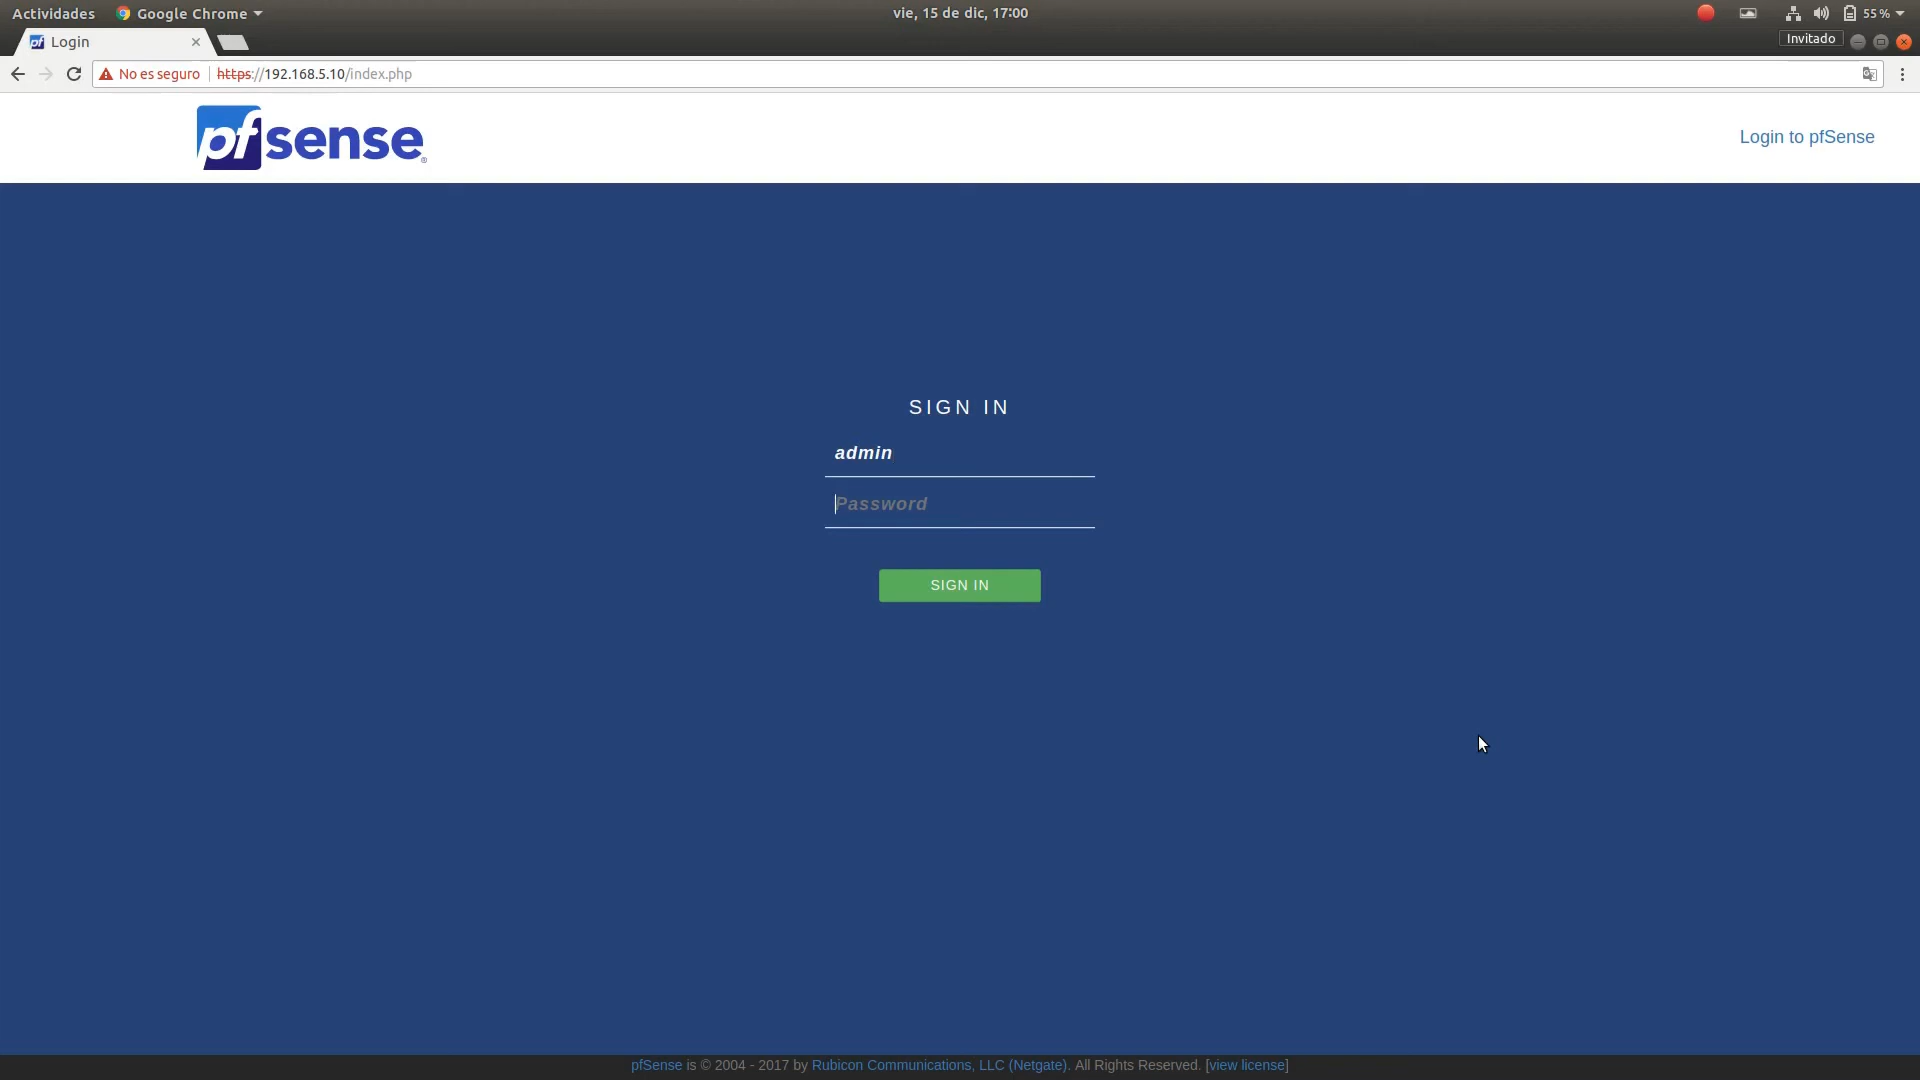 Actividades Google Chrome vie, 15 de dic, 17:00 55 %
Login Invitado
No es seguro https://192.168.5.10/index.php
pfsense® Login to pfSense
SIGN IN
admin
Password
SIGN IN
pfSense is © 2004 - 2017 by Rubicon Communications, LLC (Netgate). All Rights Reserved. [view license]